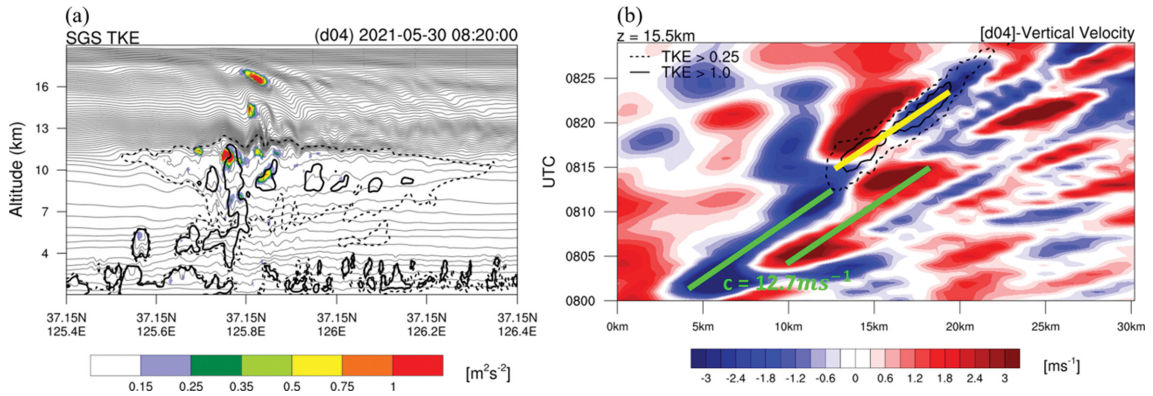 (a)
SGS TKE (d04) 2021-05-30 08:20:00
Altitude (km)
16
13
10
7
4
37.15N 37.15N 37.15N 37.15N 37.15N 37.15N
125.4E 125.6E 125.8E 126E 126.2E 126.4E
0.15 0.25 0.35 0.5 0.75 1 [m²s⁻²]
(b)
z = 15.5km [d04]-Vertical Velocity
TKE > 0.25
TKE > 1.0
UTC
0825
0820
0815
0810
0805
0800
c = 12.7ms⁻¹
0km 5km 10km 15km 20km 25km 30km
-3 -2.4 -1.8 -1.2 -0.6 0 0.6 1.2 1.8 2.4 3 [ms⁻¹]